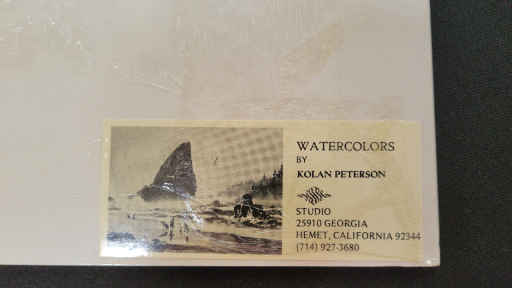 WATERCOLORS
BY
KOLAN PETERSON
STUDIO
25910 GEORGIA
HEMET, CALIFORNIA 92344
(714) 927-3680